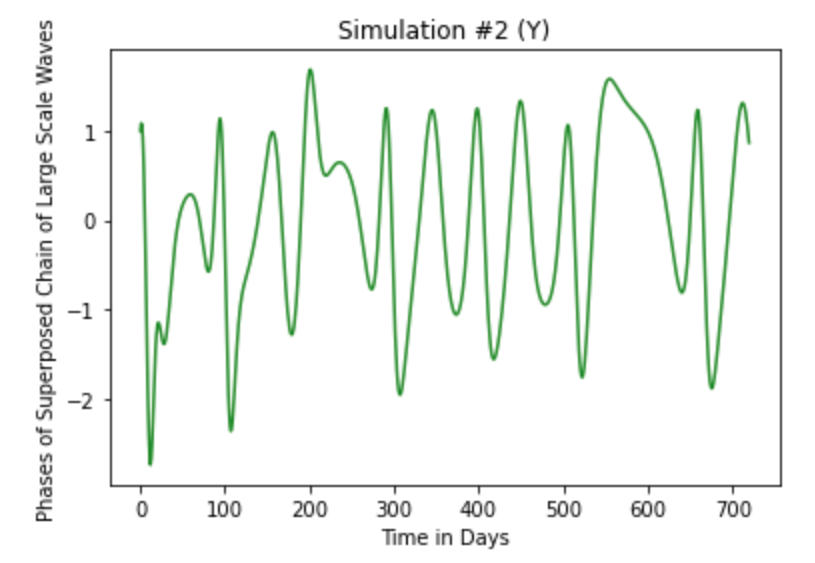 Simulation #2 (Y)
Phases of Superposed Chain of Large Scale Waves
1
0
−1
−2
0 100 200 300 400 500 600 700
Time in Days